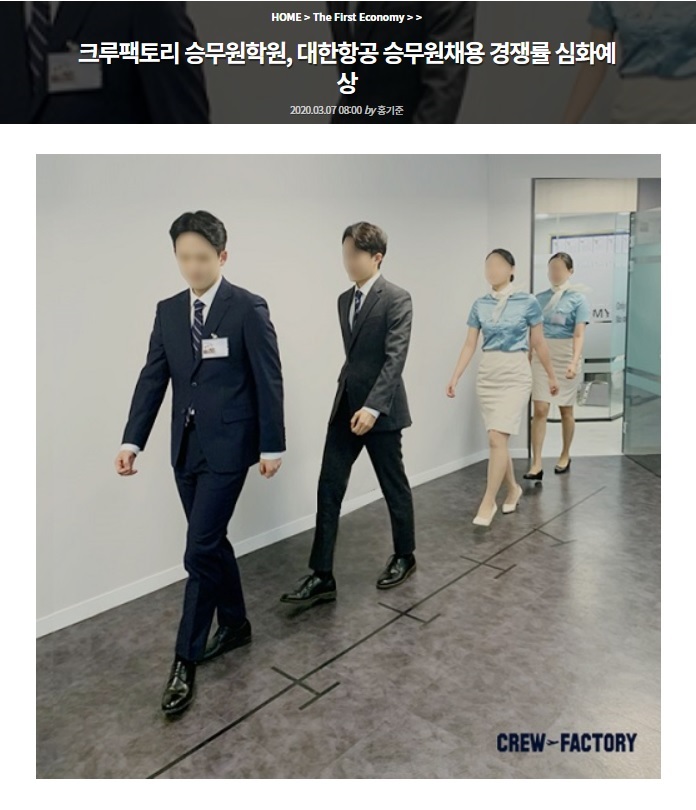 HOME > The First Economy > >
크루팩토리 승무원학원, 대한항공 승무원채용 경쟁률 심화예
상
2020.03.07 08:00 by 홍기준
MY
CREW FACTORY